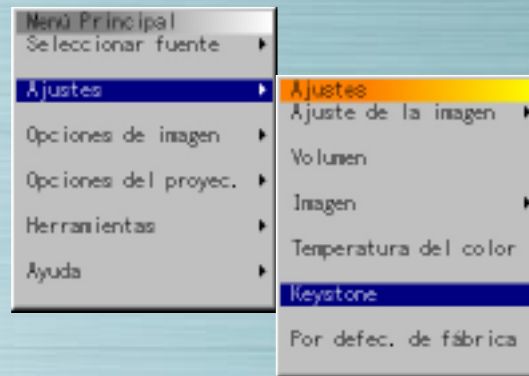 Menú Principal
Seleccionar fuente
Ajustes
Opciones de imagen
Opciones del proyec.
Herramientas
Ayuda
Ajustes
Ajuste de la imagen
Volumen
Imagen
Temperatura del color
Keystone
Por defec. de fábrica